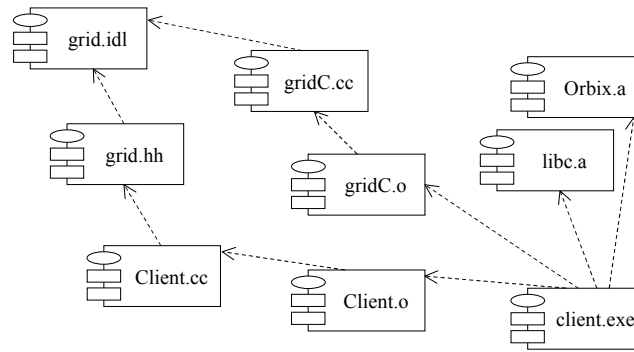 grid.idl
gridC.cc
Orbix.a
grid.hh
libc.a
gridC.o
Client.cc
Client.o
client.exe